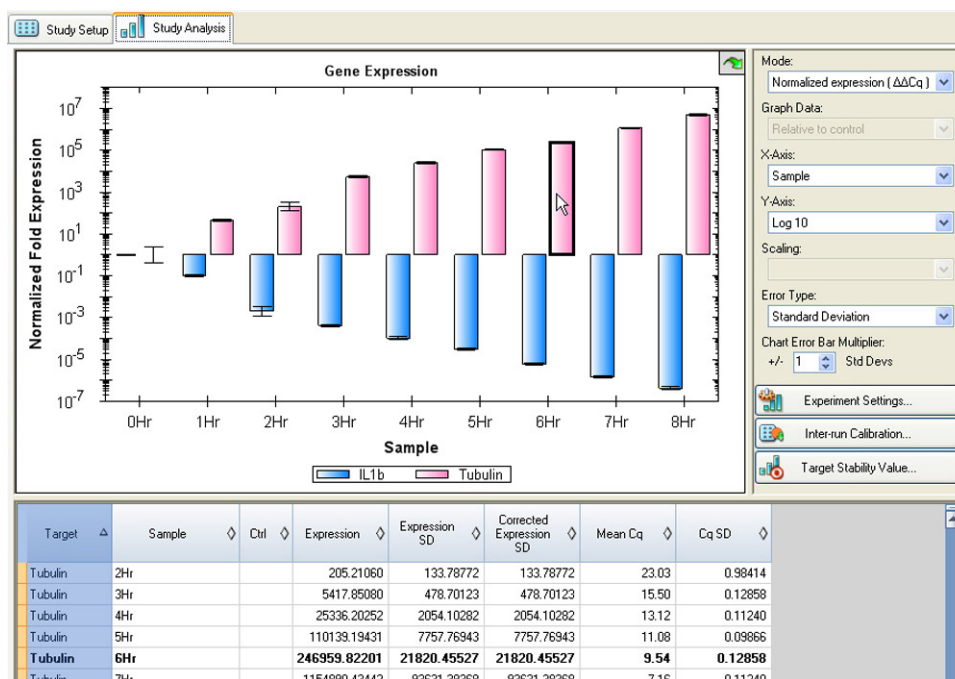 Study Setup
Study Analysis
Gene Expression
Normalized Fold Expression
10^7
10^5
10^3
10^1
10^-1
10^-3
10^-5
10^-7
0Hr 1Hr 2Hr 3Hr 4Hr 5Hr 6Hr 7Hr 8Hr
Sample
IL1b Tubulin
Mode:
Normalized expression ( ΔΔCq )
Graph Data:
Relative to control
X-Axis:
Sample
Y-Axis:
Log 10
Scaling:
Error Type:
Standard Deviation
Chart Error Bar Multiplier:
+/- 1 Std Devs
Experiment Settings...
Inter-run Calibration...
Target Stability Value...
Target Sample Ctrl Expression Expression SD Corrected Expression SD Mean Cq Cq SD
Tubulin 2Hr 205.21060 133.78772 133.78772 23.03 0.98414
Tubulin 3Hr 5417.85080 478.70123 478.70123 15.50 0.12858
Tubulin 4Hr 25336.20252 2054.10282 2054.10282 13.12 0.11240
Tubulin 5Hr 110139.19431 7757.76943 7757.76943 11.08 0.09866
Tubulin 6Hr 246959.82201 21820.45527 21820.45527 9.54 0.12858
Tubulin 7Hr 7.16 0.11240